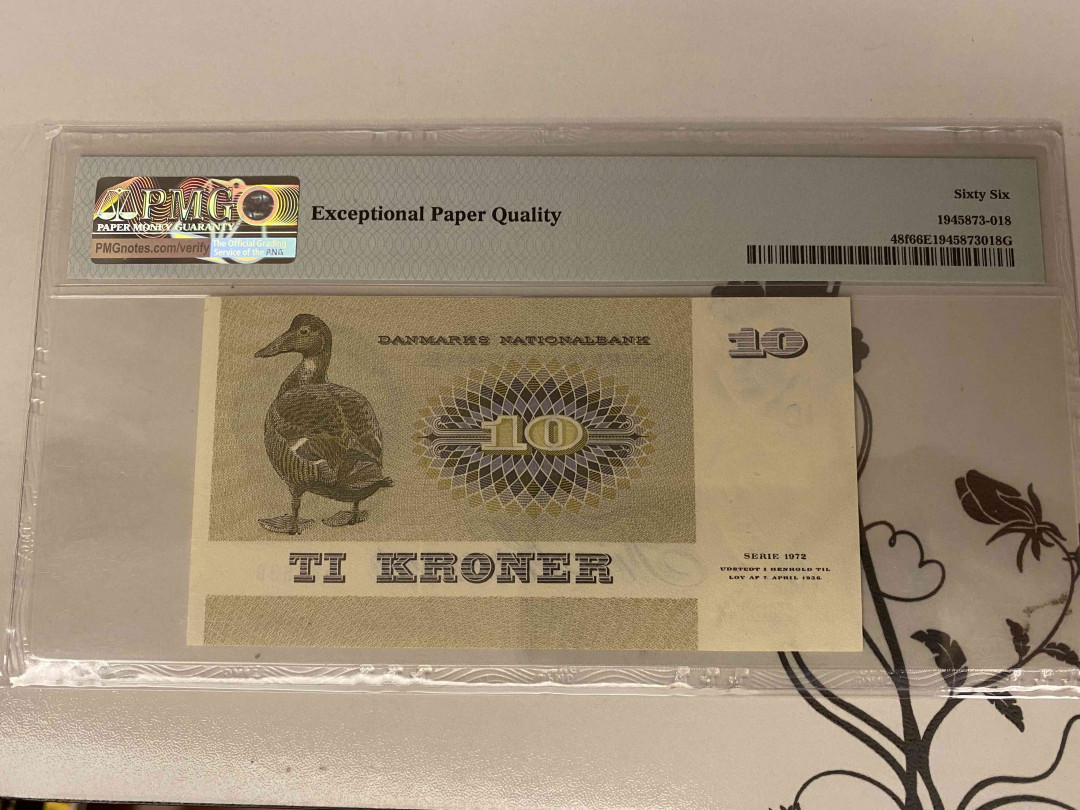 PMG
PAPER MONEY GUARANTY
PMGnotes.com/verify
The Official Grading
Service of the ANA
Exceptional Paper Quality
Sixty Six
1945873-018
48f66E1945873018G
DANMARKS NATIONALBANK
10
10
TI KRONER
SERIE 1972
UDSTEDT I HENHOLD TIL
LOV AF 7. APRIL 1936.